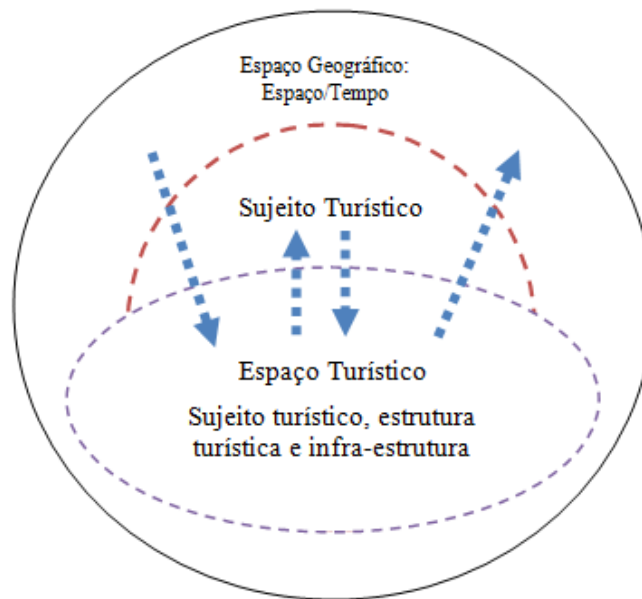 Espaço Geográfico:
Espaço/Tempo
Sujeito Turístico
Espaço Turístico
Sujeito turístico, estrutura
turística e infra-estrutura